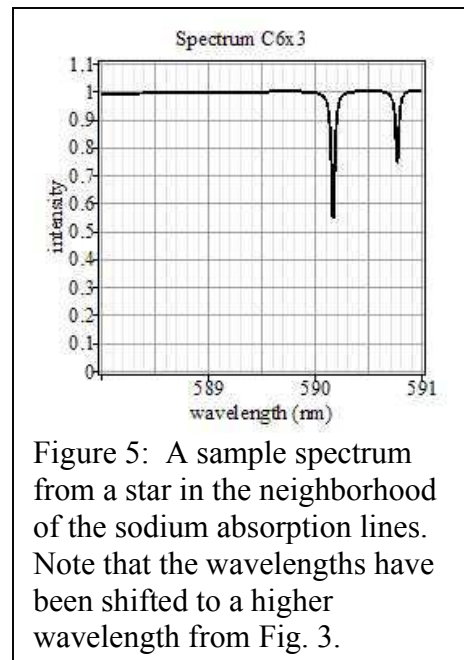 Spectrum C6x3
1.1
1
0.9
0.8
0.7
0.6
0.5
0.4
0.3
0.2
0.1
0
intensity
589 590 591
wavelength (nm)
Figure 5: A sample spectrum
from a star in the neighborhood
of the sodium absorption lines.
Note that the wavelengths have
been shifted to a higher
wavelength from Fig. 3.